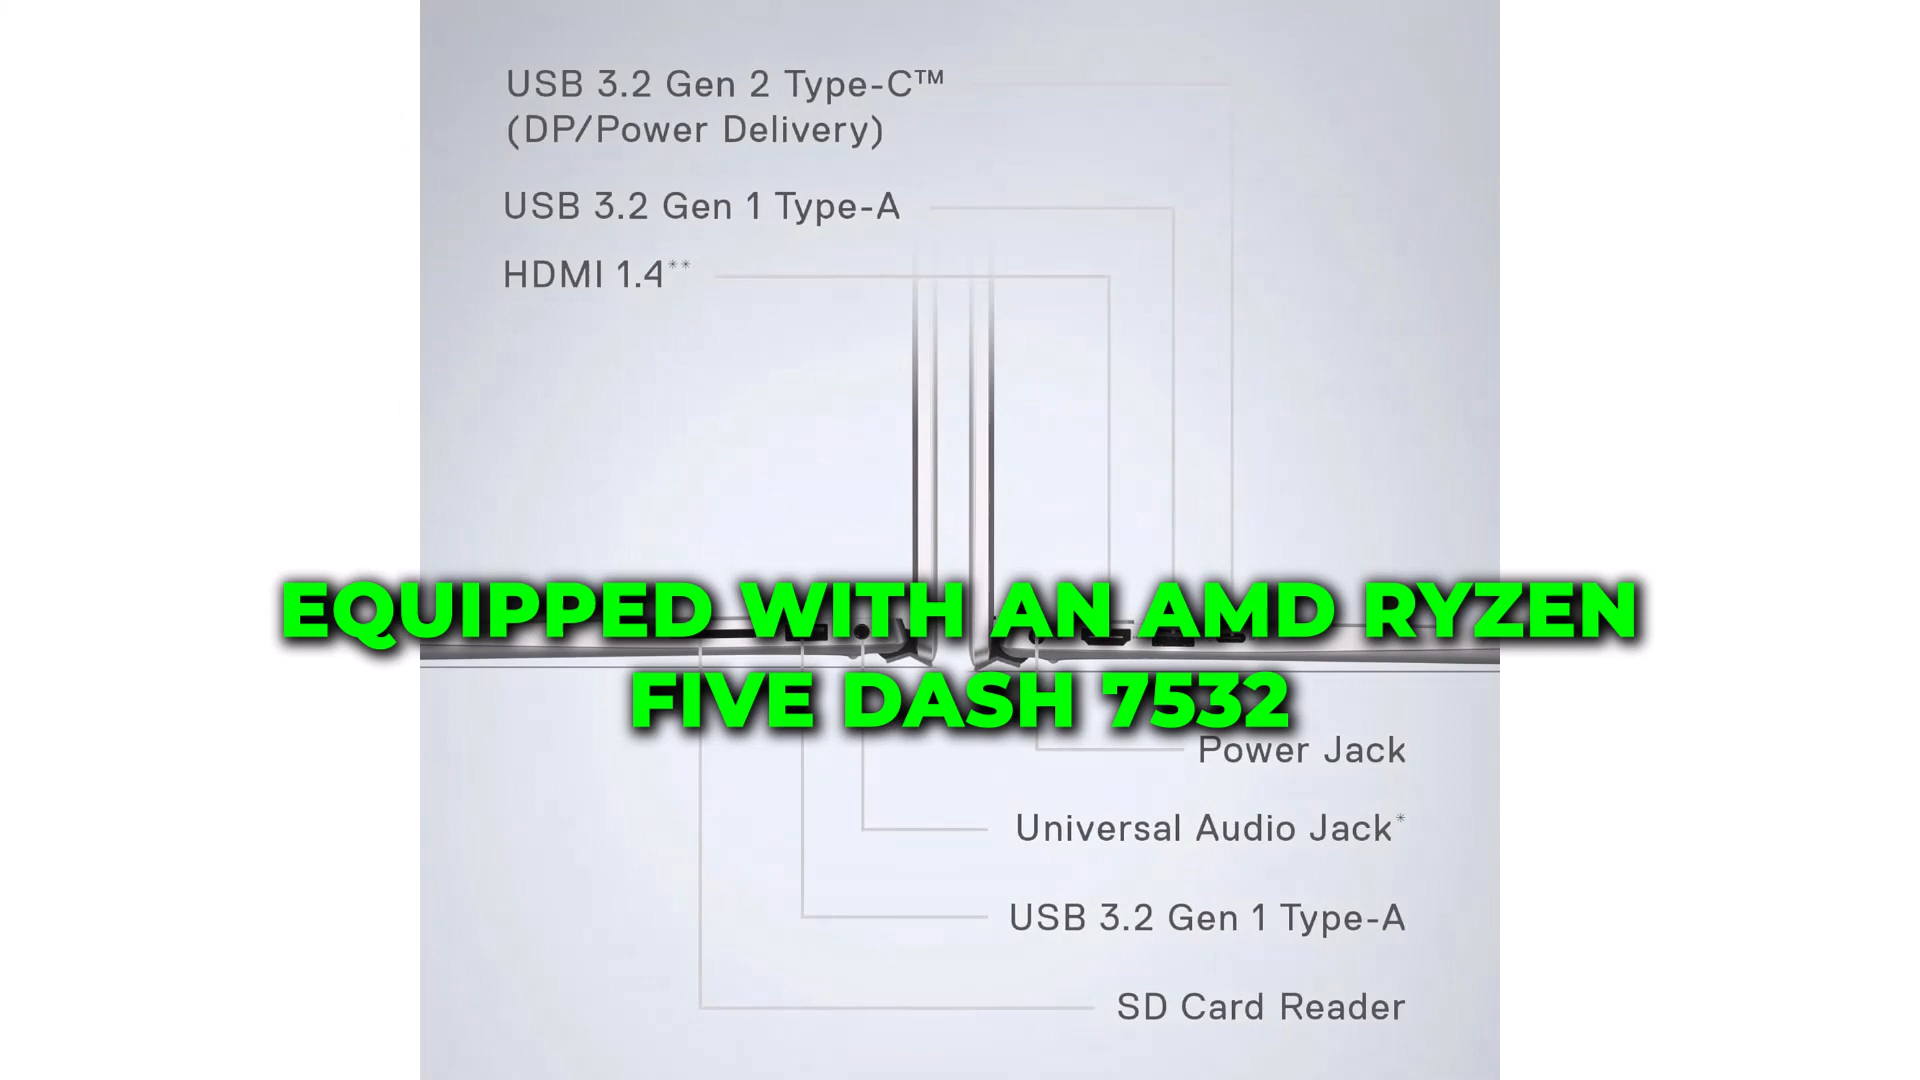 USB 3.2 Gen 2 Type-C™
(DP/Power Delivery)
USB 3.2 Gen 1 Type-A
HDMI 1.4**
EQUIPPED WITH AN AMD RYZEN
FIVE DASH 7532
Power Jack
Universal Audio Jack*
USB 3.2 Gen 1 Type-A
SD Card Reader